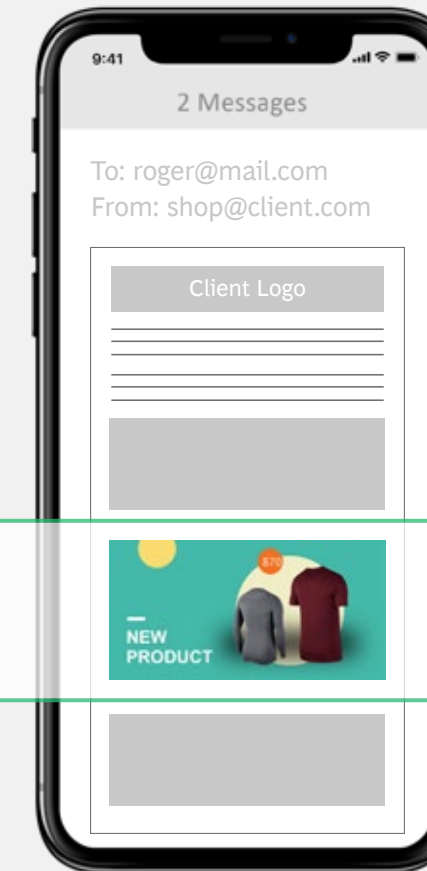 9:41
2 Messages
To: roger@mail.com
From: shop@client.com
Client Logo
$70
NEW
PRODUCT